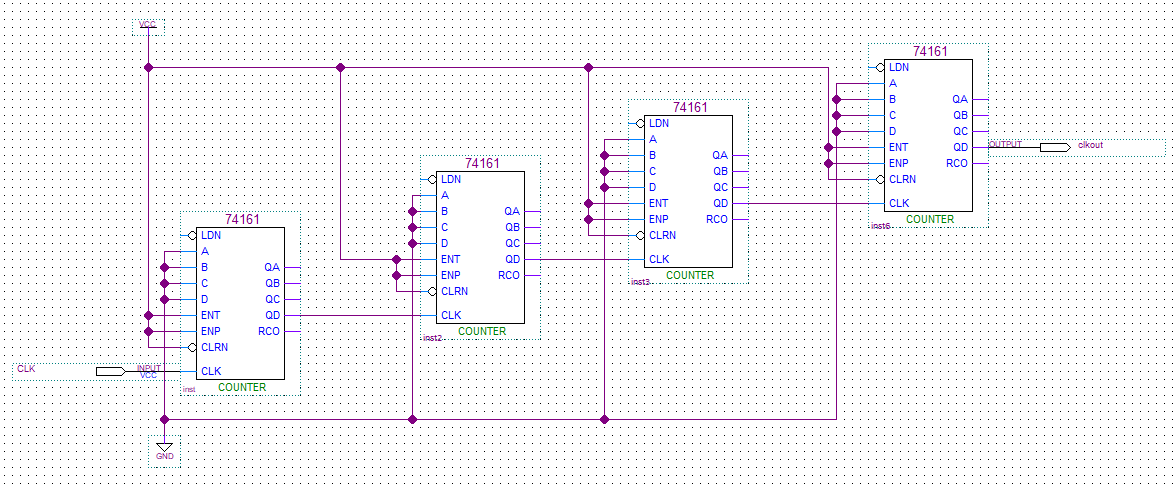 VCC
74161
LDN
A
B
C
D
ENT
ENP
CLRN
CLK
QA
QB
QC
QD
RCO
COUNTER
inst6
OUTPUT
clkout
74161
LDN
A
B
C
D
ENT
ENP
CLRN
CLK
QA
QB
QC
QD
RCO
COUNTER
inst3
74161
LDN
A
B
C
D
ENT
ENP
CLRN
CLK
QA
QB
QC
QD
RCO
COUNTER
inst2
74161
LDN
A
B
C
D
ENT
ENP
CLRN
CLK
QA
QB
QC
QD
RCO
COUNTER
inst
CLK
INPUT
VCC
GND